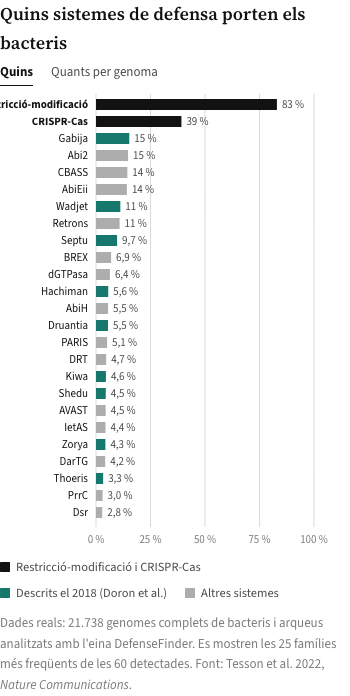 Quins sistemes de defensa porten els
bacteris
Quins Quants per genoma
ricció-modificació 83 %
CRISPR-Cas 39 %
Gabija 15 %
Abi2 15 %
CBASS 14 %
AbiEii 14 %
Wadjet 11 %
Retrons 11 %
Septu 9,7 %
BREX 6,9 %
dGTPasa 6,4 %
Hachiman 5,6 %
AbiH 5,5 %
Druantia 5,5 %
PARIS 5,1 %
DRT 4,7 %
Kiwa 4,6 %
Shedu 4,5 %
AVAST 4,5 %
IetAS 4,4 %
Zorya 4,3 %
DarTG 4,2 %
Thoeris 3,3 %
PrrC 3,0 %
Dsr 2,8 %
0 % 25 % 50 % 75 % 100 %
Restricció-modificació i CRISPR-Cas
Descrits el 2018 (Doron et al.) Altres sistemes
Dades reals: 21.738 genomes complets de bacteris i arqueus
analitzats amb l'eina DefenseFinder. Es mostren les 25 famílies
més freqüents de les 60 detectades. Font: Tesson et al. 2022,
Nature Communications.